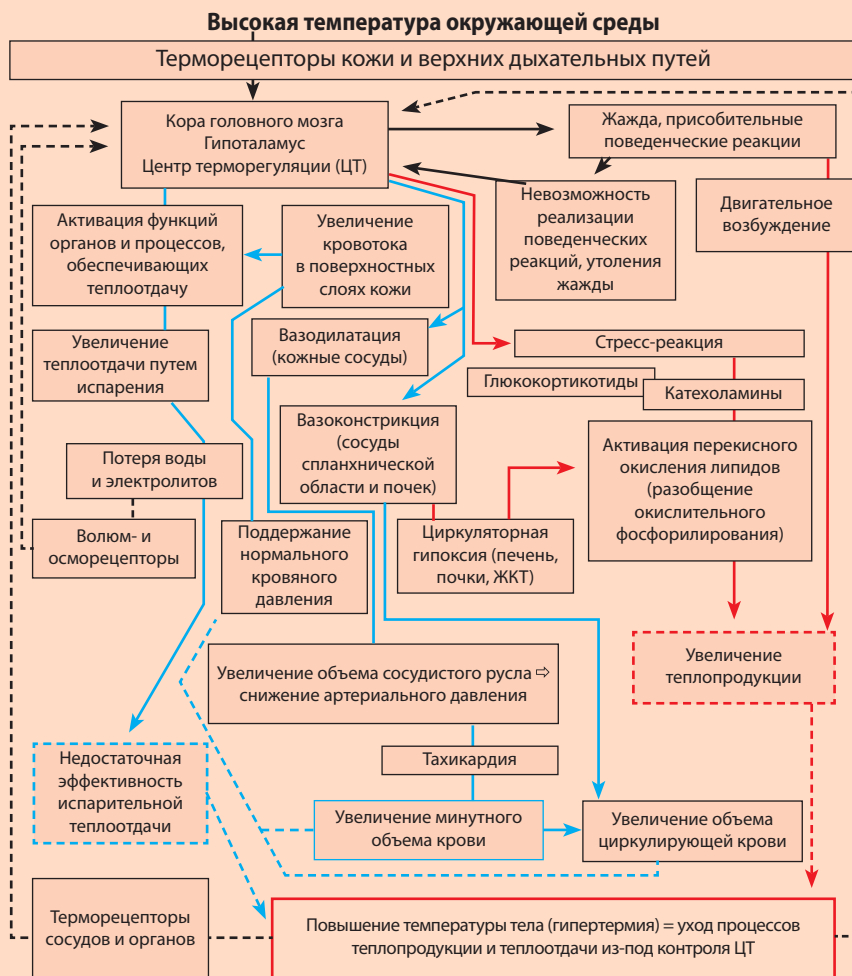 Высокая температура окружающей среды
Терморецепторы кожи и верхних дыхательных путей
Кора головного мозга
Гипоталамус
Центр терморегуляции (ЦТ)
Жажда, присобительные
поведенческие реакции
Активация функций
органов и процессов,
обеспечивающих
теплоотдачу
Увеличение
кровотока
в поверхностных
слоях кожи
Невозможность
реализации
поведенческих
реакций, утоления
жажды
Двигательное
возбуждение
Увеличение
теплоотдачи путем
испарения
Вазодилатация
(кожные сосуды)
Стресс-реакция
Глюкокортикотиды
Катехоламины
Вазоконстрикция
(сосуды
спланхнической
области и почек)
Активация перекисного
окисления липидов
(разобщение
окислительного
фосфорилирования)
Потеря воды
и электролитов
Волюм- и
осморецепторы
Поддержание
нормального
кровяного
давления
Циркуляторная
гипоксия (печень,
почки, ЖКТ)
Увеличение
теплопродукции
Увеличение объема сосудистого русла ⇨
снижение артериального давления
Недостаточная
эффективность
испарительной
теплоотдачи
Тахикардия
Увеличение минутного
объема крови
Увеличение объема
циркулирующей крови
Терморецепторы
сосудов и органов
Повышение температуры тела (гипертермия) = уход процессов
теплопродукции и теплоотдачи из-под контроля ЦТ